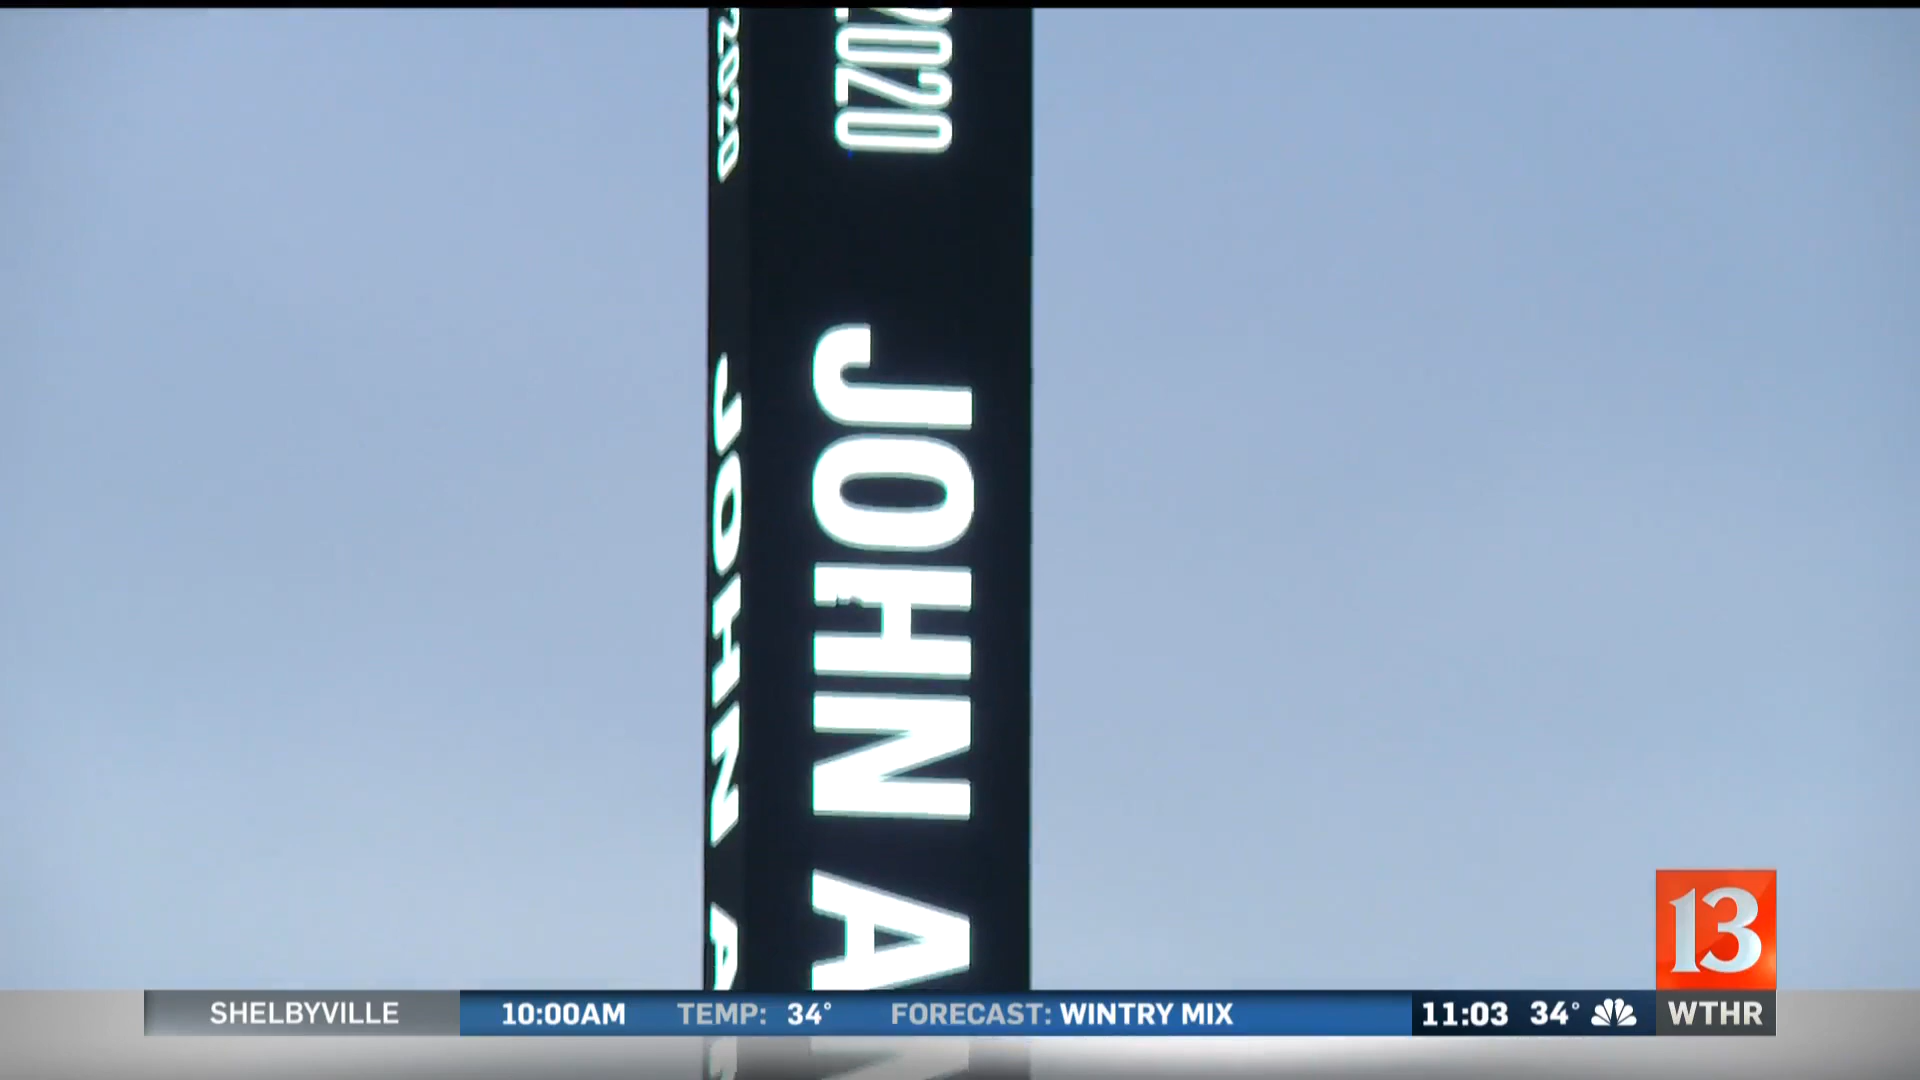 2020
2020
JOHN A
JOHN A
13
SHELBYVILLE 10:00AM TEMP: 34° FORECAST: WINTRY MIX 11:03 34° WTHR